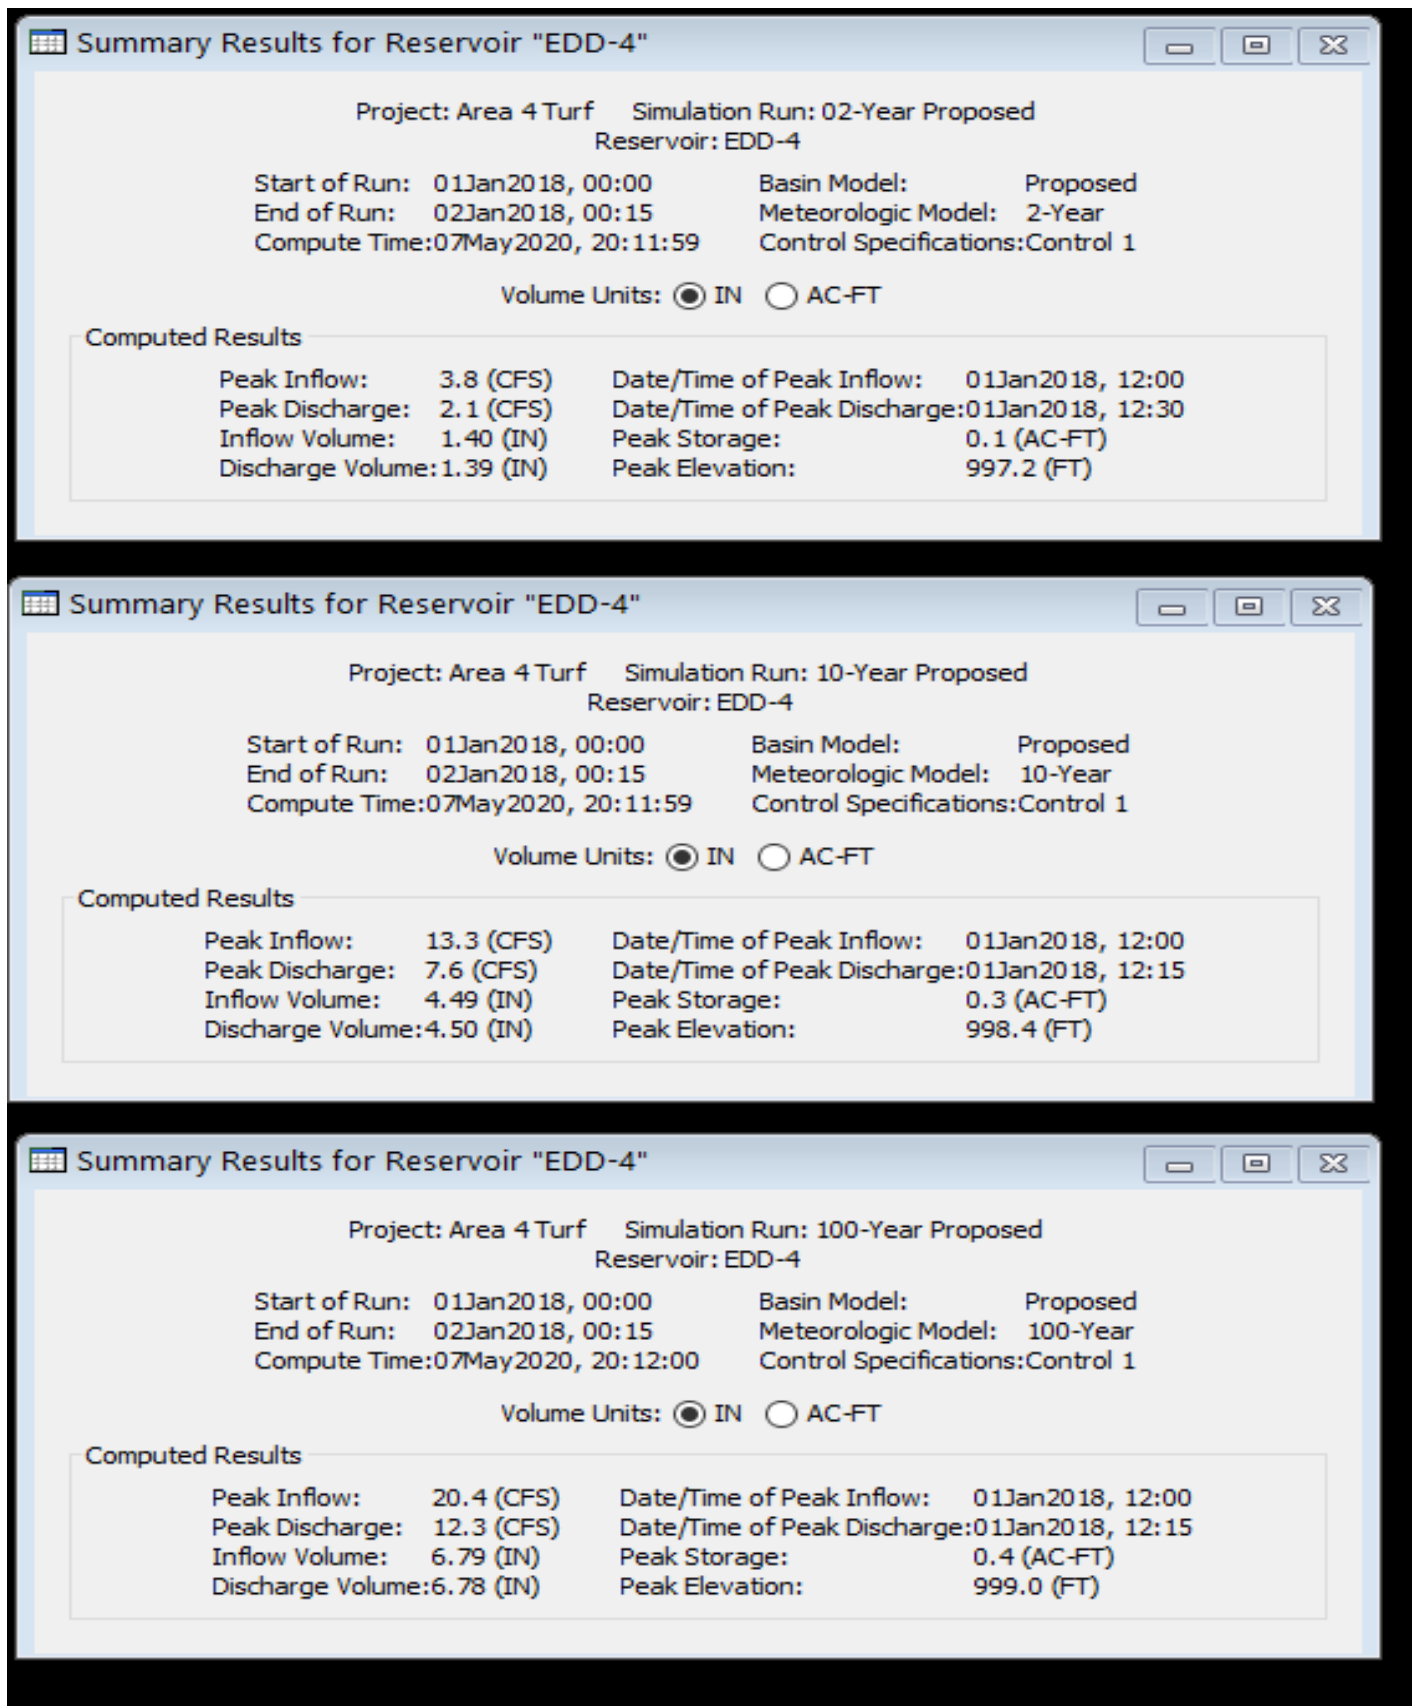 Summary Results for Reservoir "EDD-4"
Project: Area 4 Turf Simulation Run: 02-Year Proposed
Reservoir: EDD-4
Start of Run: 01Jan2018, 00:00 Basin Model: Proposed
End of Run: 02Jan2018, 00:15 Meteorologic Model: 2-Year
Compute Time:07May2020, 20:11:59 Control Specifications:Control 1
Volume Units: IN AC-FT
Computed Results
Peak Inflow: 3.8 (CFS) Date/Time of Peak Inflow: 01Jan2018, 12:00
Peak Discharge: 2.1 (CFS) Date/Time of Peak Discharge:01Jan2018, 12:30
Inflow Volume: 1.40 (IN) Peak Storage: 0.1 (AC-FT)
Discharge Volume:1.39 (IN) Peak Elevation: 997.2 (FT)
Summary Results for Reservoir "EDD-4"
Project: Area 4 Turf Simulation Run: 10-Year Proposed
Reservoir: EDD-4
Start of Run: 01Jan2018, 00:00 Basin Model: Proposed
End of Run: 02Jan2018, 00:15 Meteorologic Model: 10-Year
Compute Time:07May2020, 20:11:59 Control Specifications:Control 1
Volume Units: IN AC-FT
Computed Results
Peak Inflow: 13.3 (CFS) Date/Time of Peak Inflow: 01Jan2018, 12:00
Peak Discharge: 7.6 (CFS) Date/Time of Peak Discharge:01Jan2018, 12:15
Inflow Volume: 4.49 (IN) Peak Storage: 0.3 (AC-FT)
Discharge Volume:4.50 (IN) Peak Elevation: 998.4 (FT)
Summary Results for Reservoir "EDD-4"
Project: Area 4 Turf Simulation Run: 100-Year Proposed
Reservoir: EDD-4
Start of Run: 01Jan2018, 00:00 Basin Model: Proposed
End of Run: 02Jan2018, 00:15 Meteorologic Model: 100-Year
Compute Time:07May2020, 20:12:00 Control Specifications:Control 1
Volume Units: IN AC-FT
Computed Results
Peak Inflow: 20.4 (CFS) Date/Time of Peak Inflow: 01Jan2018, 12:00
Peak Discharge: 12.3 (CFS) Date/Time of Peak Discharge:01Jan2018, 12:15
Inflow Volume: 6.79 (IN) Peak Storage: 0.4 (AC-FT)
Discharge Volume:6.78 (IN) Peak Elevation: 999.0 (FT)